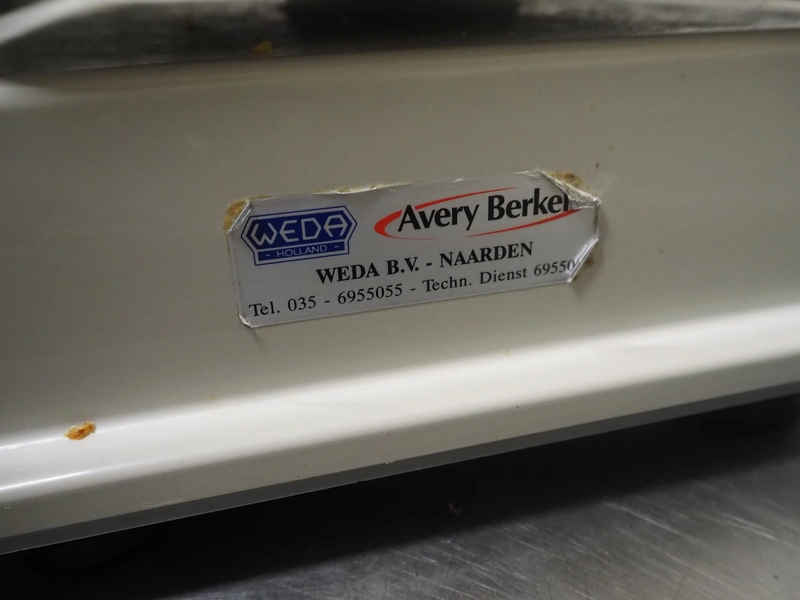 WEDA
- HOLLAND -
Avery Berkel
WEDA B.V. - NAARDEN
Tel. 035 - 6955055 - Techn. Dienst 69550